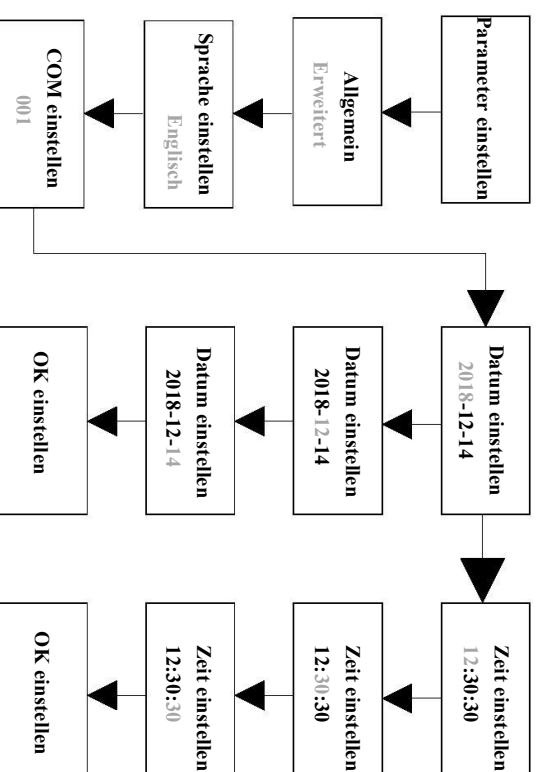 Parameter einstellen
Allgemein
Erweitert
Sprache einstellen
Englisch
COM einstellen
001
Datum einstellen
2018-12-14
Datum einstellen
2018-12-14
Datum einstellen
2018-12-14
OK einstellen
Zeit einstellen
12:30:30
Zeit einstellen
12:30:30
Zeit einstellen
12:30:30
OK einstellen